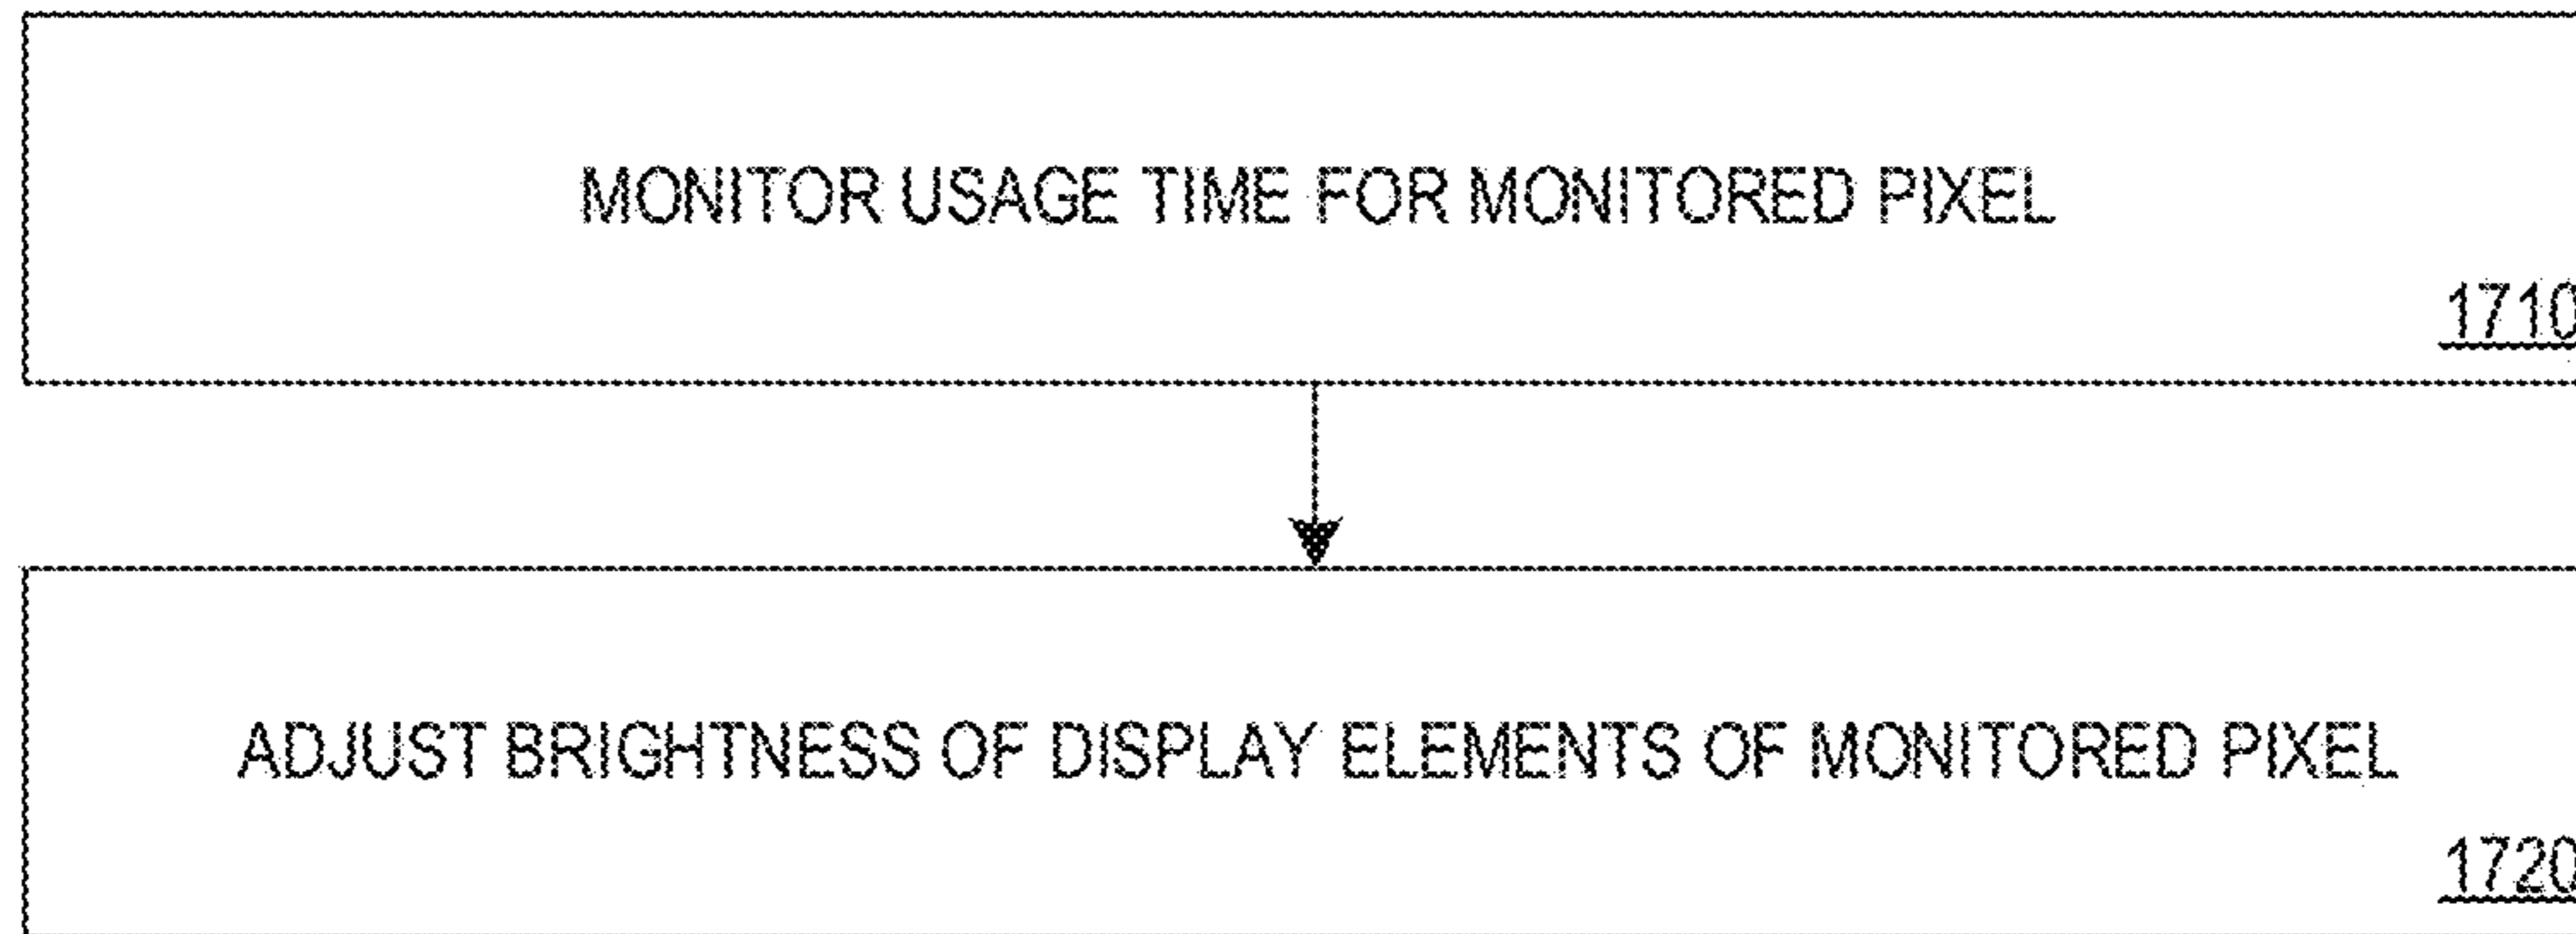 MONITOR USAGE TIME FOR MONITORED PIXEL
1710
ADJUST BRIGHTNESS OF DISPLAY ELEMENTS OF MONITORED PIXEL
1720